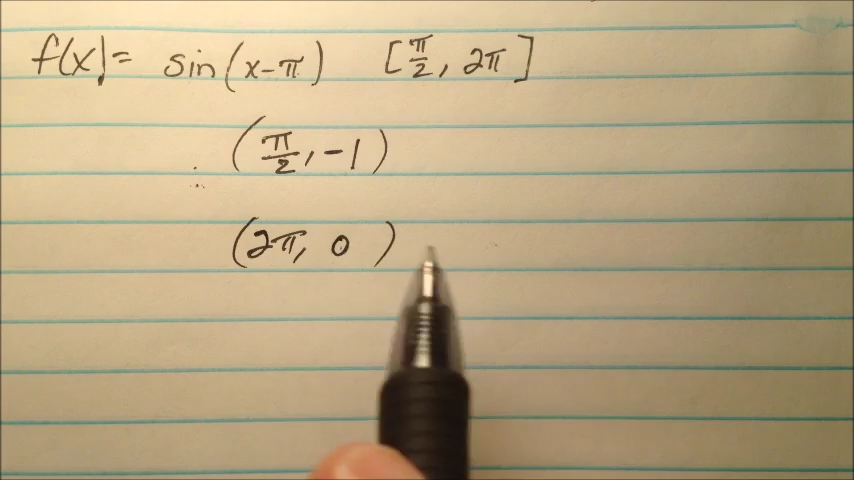 f(x)= sin(x-π) [π/2, 2π]
(π/2, -1)
(2π, 0 )